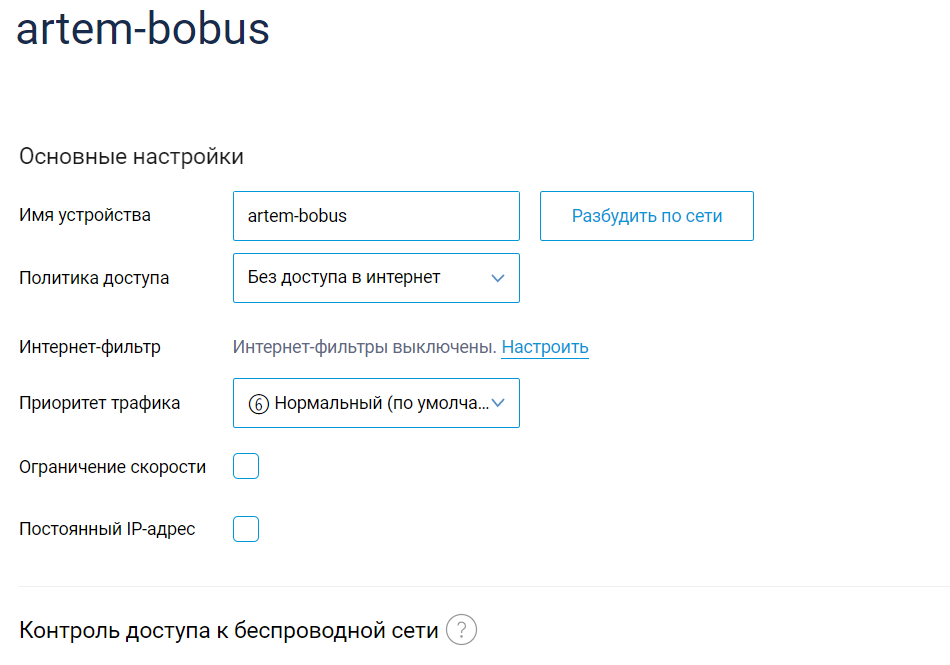 artem-bobus
Основные настройки
Имя устройства artem-bobus Разбудить по сети
Политика доступа Без доступа в интернет
Интернет-фильтр Интернет-фильтры выключены. Настроить
Приоритет трафика ⑥ Нормальный (по умолча...
Ограничение скорости
Постоянный IP-адрес
Контроль доступа к беспроводной сети ?